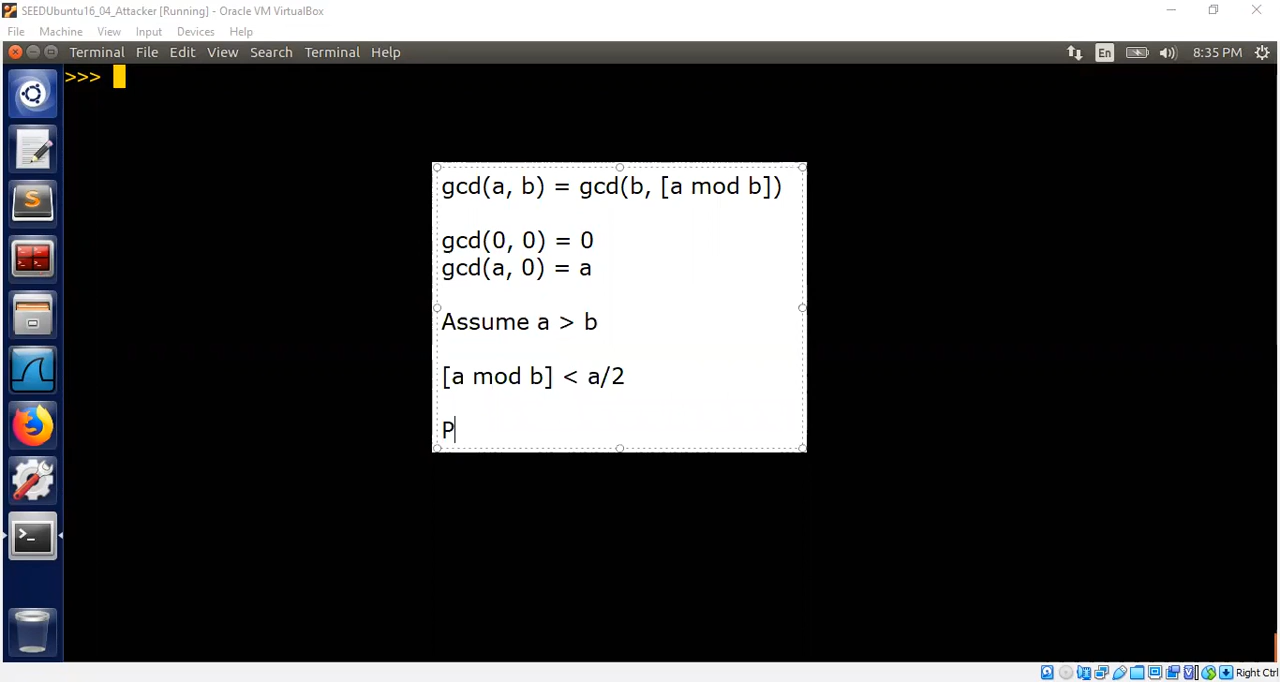 SEEDUbuntu16_04_Attacker [Running] - Oracle VM VirtualBox
File Machine View Input Devices Help
Terminal File Edit View Search Terminal Help En 8:35 PM
>>>
gcd(a, b) = gcd(b, [a mod b])
gcd(0, 0) = 0
gcd(a, 0) = a
Assume a > b
[a mod b] < a/2
P
Right Ctrl